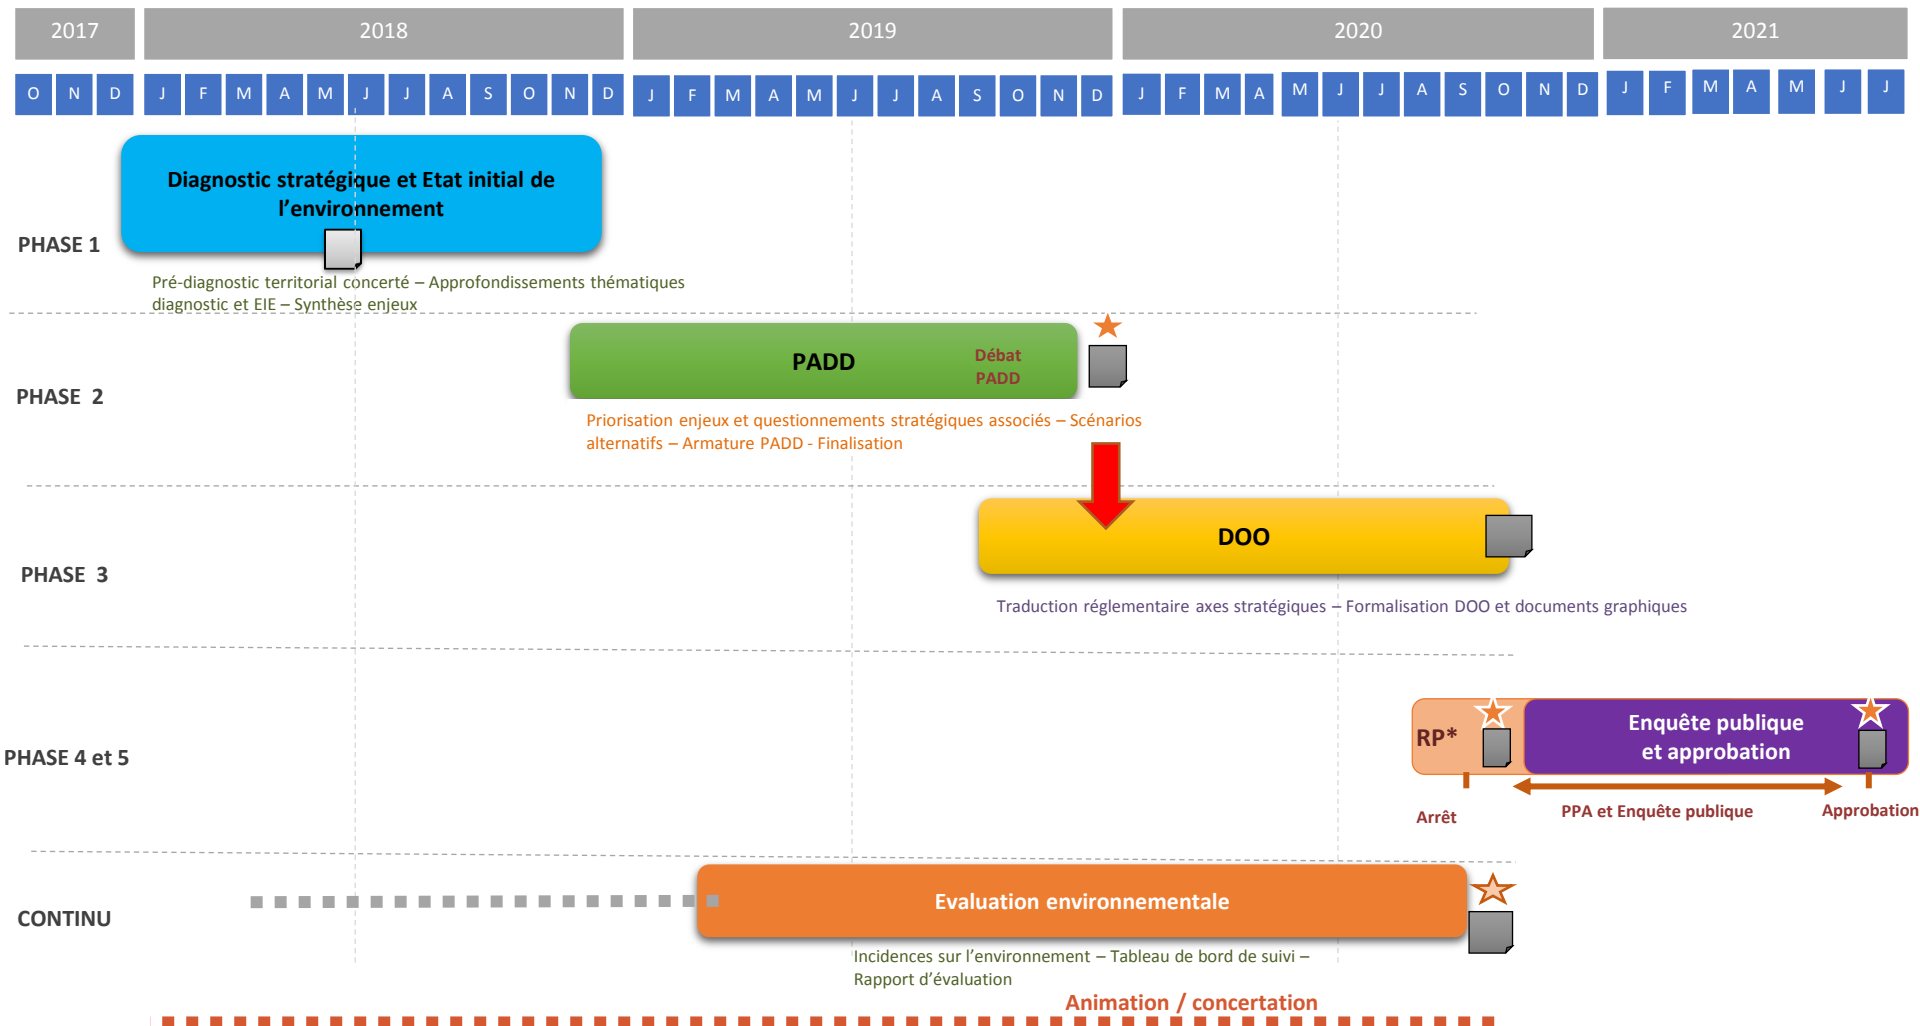 2017 2018 2019 2020 2021
O N D J F M A M J J A S O N D J F M A M J J A S O N D J F M A M J J A S O N D J F M A M J J
Diagnostic stratégique et Etat initial de
l’environnement
PHASE 1
Pré-diagnostic territorial concerté – Approfondissements thématiques
diagnostic et EIE – Synthèse enjeux
PADD
Débat
PADD
PHASE 2
Priorisation enjeux et questionnements stratégiques associés – Scénarios
alternatifs – Armature PADD - Finalisation
DOO
PHASE 3
Traduction réglementaire axes stratégiques – Formalisation DOO et documents graphiques
PHASE 4 et 5
RP*
Enquête publique
et approbation
Arrêt
PPA et Enquête publique
Approbation
CONTINU
Evaluation environnementale
Incidences sur l’environnement – Tableau de bord de suivi –
Rapport d’évaluation
Animation / concertation